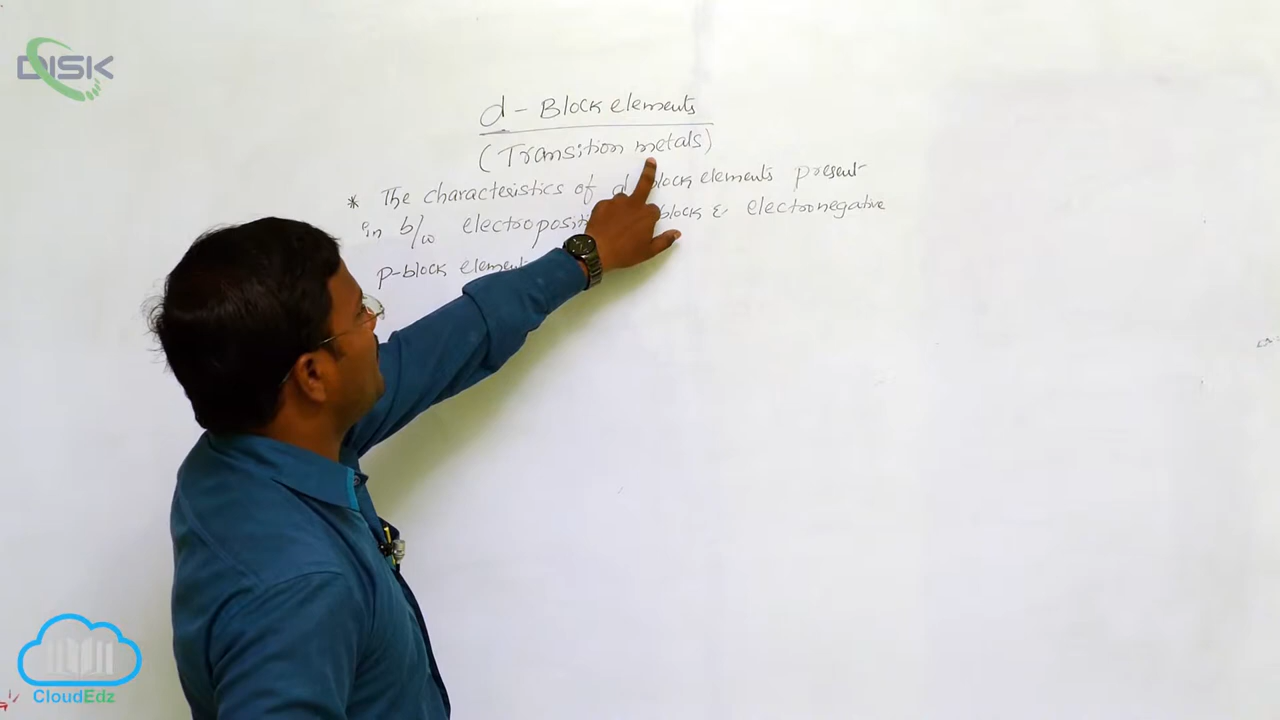 DISK
d - Block elements
(Transition metals)
* The characteristics of d block elements present
in b/w electropositi block & electronegative
p-block element
CloudEdz